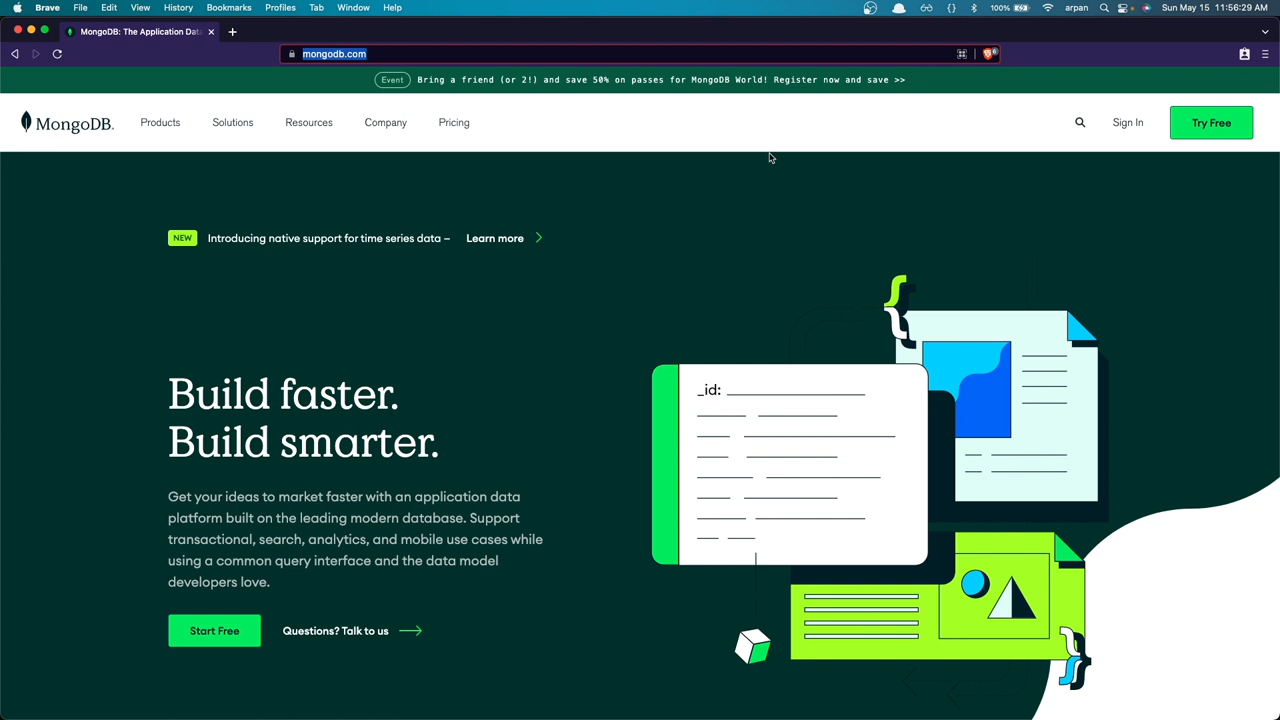 Brave File Edit View History Bookmarks Profiles Tab Window Help 100% arpan Sun May 15 11:56:29 AM
MongoDB: The Application Data
mongodb.com
Event Bring a friend (or 2!) and save 50% on passes for MongoDB World! Register now and save >>
MongoDB. Products Solutions Resources Company Pricing Sign In Try Free
NEW Introducing native support for time series data – Learn more
_id:
Build faster.
Build smarter.
Get your ideas to market faster with an application data
platform built on the leading modern database. Support
transactional, search, analytics, and mobile use cases while
using a common query interface and the data model
developers love.
Start Free Questions? Talk to us